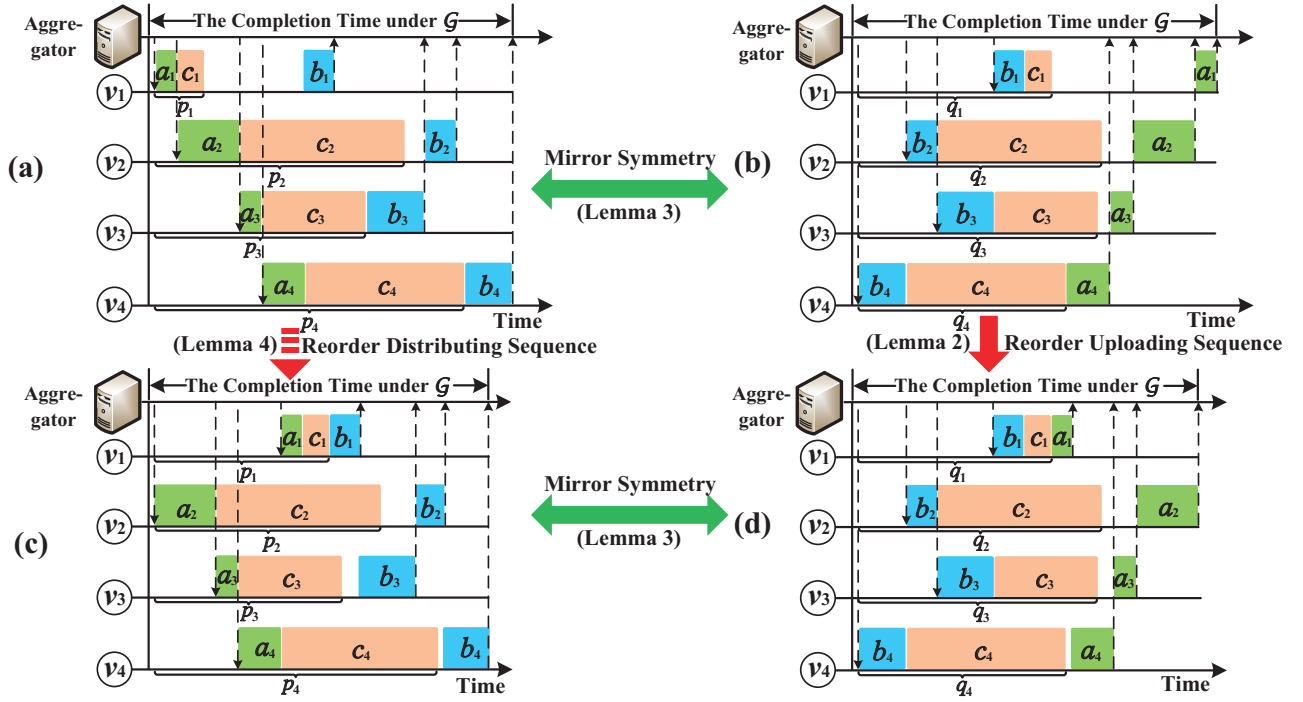 Aggre-
gator
The Completion Time under 𝒢
a₁ c₁ b₁
v₁
p₁
a₂ c₂ b₂
v₂
p₂
(a)
a₃ c₃ b₃
v₃
p₃
a₄ c₄ b₄
v₄
p₄
Time
Mirror Symmetry
(Lemma 3)
Aggre-
gator
The Completion Time under 𝒢
b₁ c₁ a₁
v₁
q₁
b₂ c₂ a₂
v₂
q₂
(b)
b₃ c₃ a₃
v₃
q₃
b₄ c₄ a₄
v₄
q₄
Time
(Lemma 4)
Reorder Distributing Sequence
(Lemma 2)
Reorder Uploading Sequence
Aggre-
gator
The Completion Time under 𝒢
a₁ c₁ b₁
v₁
p₁
a₂ c₂ b₂
v₂
p₂
(c)
a₃ c₃ b₃
v₃
p₃
a₄ c₄ b₄
v₄
p₄
Time
Mirror Symmetry
(Lemma 3)
Aggre-
gator
The Completion Time under 𝒢
b₁ c₁ a₁
v₁
q₁
b₂ c₂ a₂
v₂
q₂
(d)
b₃ c₃ a₃
v₃
q₃
b₄ c₄ a₄
v₄
q₄
Time